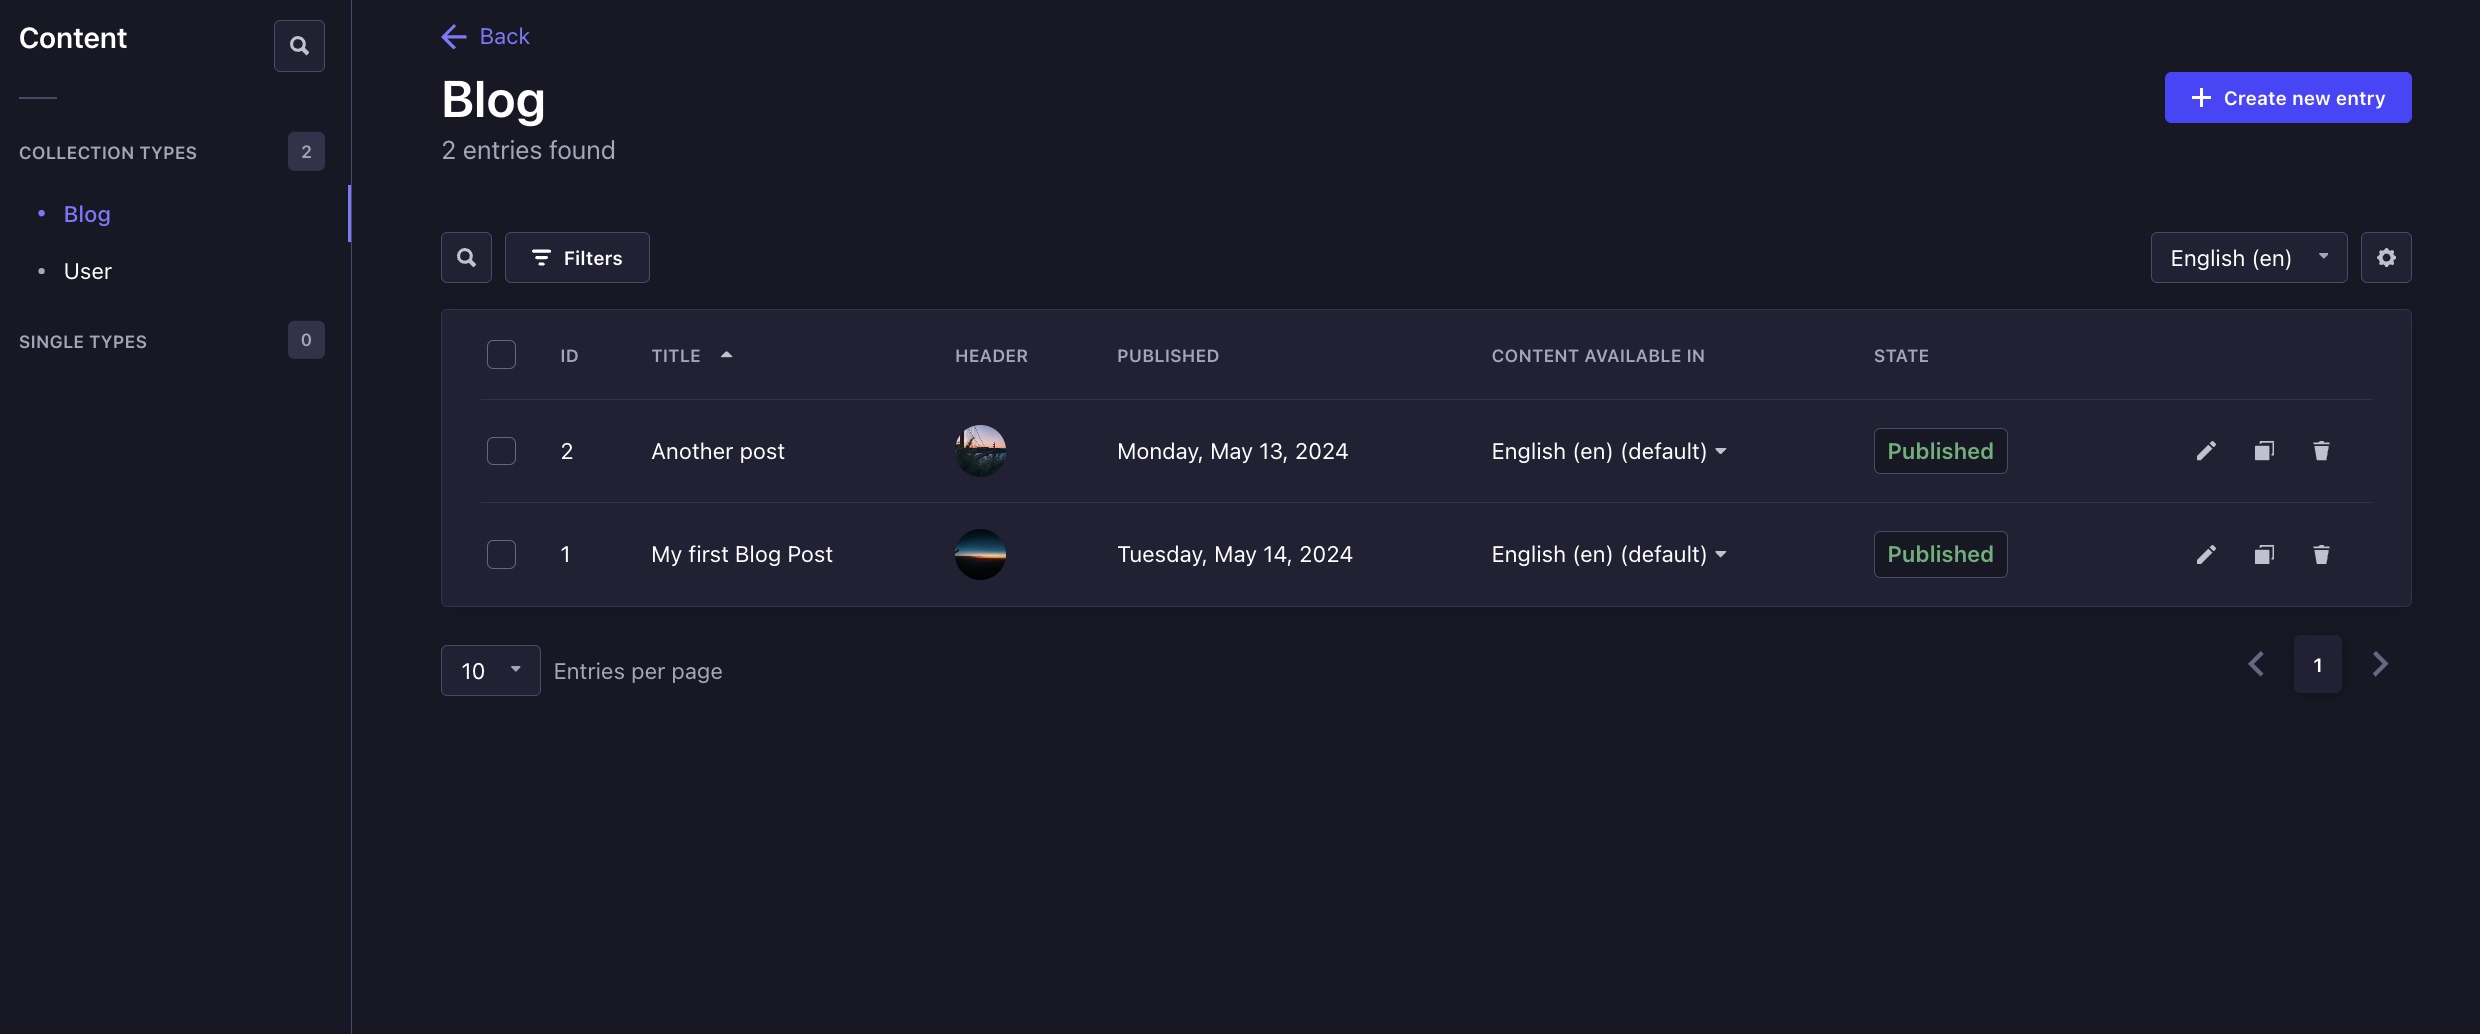 Content
COLLECTION TYPES 2
Blog
User
SINGLE TYPES 0
Back
Blog
2 entries found
Create new entry
Filters
English (en)
ID TITLE HEADER PUBLISHED CONTENT AVAILABLE IN STATE
2 Another post Monday, May 13, 2024 English (en) (default) Published
1 My first Blog Post Tuesday, May 14, 2024 English (en) (default) Published
10 Entries per page
1